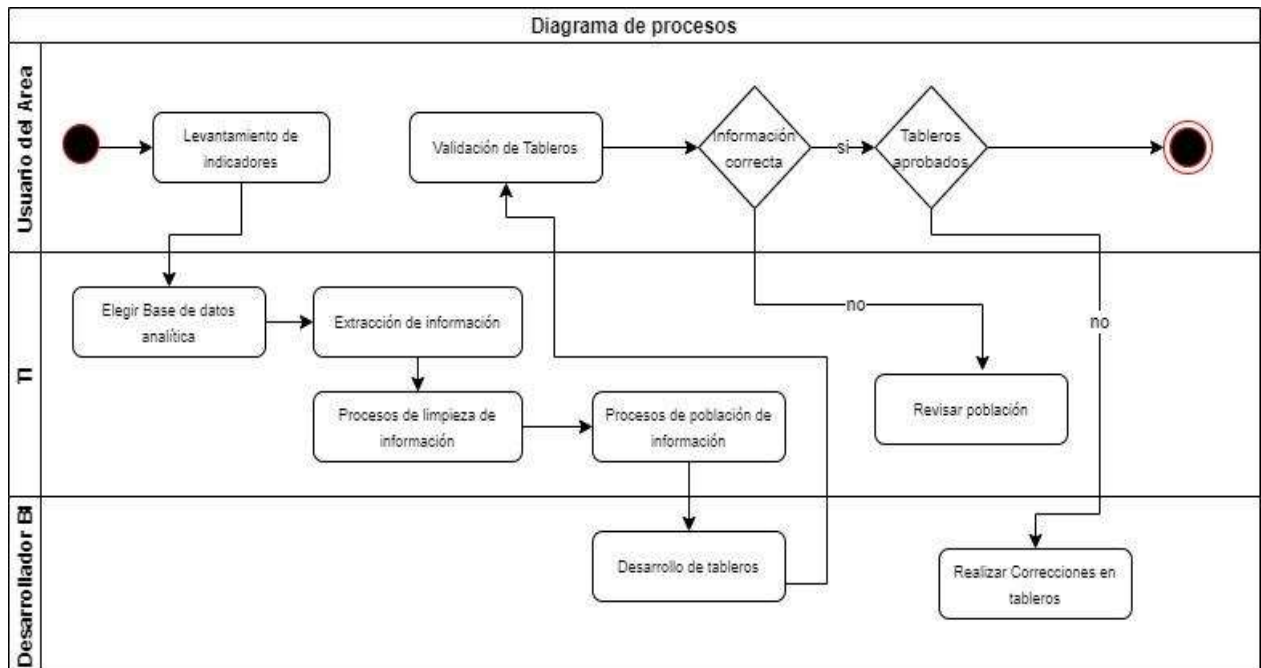 Diagrama de procesos
Usuario del Area
Levantamiento de
indicadores
Validación de Tableros
Información
correcta
si
Tableros
aprobados
TI
Elegir Base de datos
analítica
Extracción de información
no
no
Procesos de limpieza de
información
Procesos de población de
información
Revisar población
Desarrollador BI
Desarrollo de tableros
Realizar Correcciones en
tableros